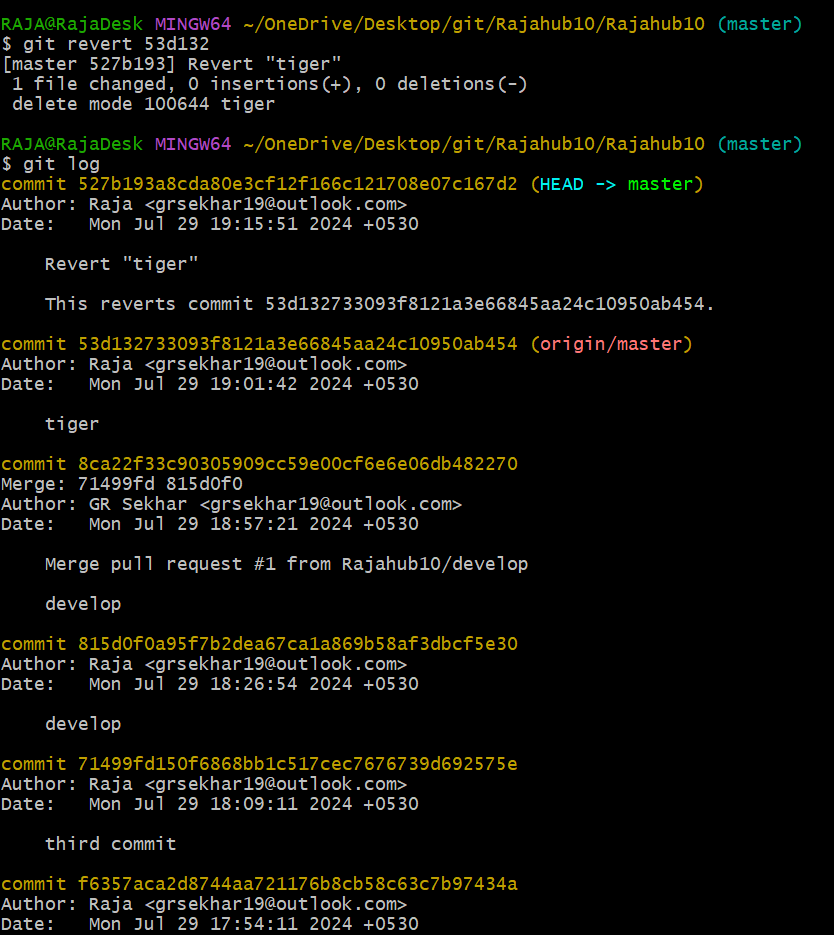 RAJA@RajaDesk MINGW64 ~/OneDrive/Desktop/git/Rajahub10/Rajahub10 (master)
$ git revert 53d132
[master 527b193] Revert "tiger"
 1 file changed, 0 insertions(+), 0 deletions(-)
 delete mode 100644 tiger

RAJA@RajaDesk MINGW64 ~/OneDrive/Desktop/git/Rajahub10/Rajahub10 (master)
$ git log
commit 527b193a8cda80e3cf12f166c121708e07c167d2 (HEAD -> master)
Author: Raja <grsekhar19@outlook.com>
Date:   Mon Jul 29 19:15:51 2024 +0530

    Revert "tiger"

    This reverts commit 53d132733093f8121a3e66845aa24c10950ab454.

commit 53d132733093f8121a3e66845aa24c10950ab454 (origin/master)
Author: Raja <grsekhar19@outlook.com>
Date:   Mon Jul 29 19:01:42 2024 +0530

    tiger

commit 8ca22f33c90305909cc59e00cf6e6e06db482270
Merge: 71499fd 815d0f0
Author: GR Sekhar <grsekhar19@outlook.com>
Date:   Mon Jul 29 18:57:21 2024 +0530

    Merge pull request #1 from Rajahub10/develop

    develop

commit 815d0f0a95f7b2dea67ca1a869b58af3dbcf5e30
Author: Raja <grsekhar19@outlook.com>
Date:   Mon Jul 29 18:26:54 2024 +0530

    develop

commit 71499fd150f6868bb1c517cec7676739d692575e
Author: Raja <grsekhar19@outlook.com>
Date:   Mon Jul 29 18:09:11 2024 +0530

    third commit

commit f6357aca2d8744aa721176b8cb58c63c7b97434a
Author: Raja <grsekhar19@outlook.com>
Date:   Mon Jul 29 17:54:11 2024 +0530